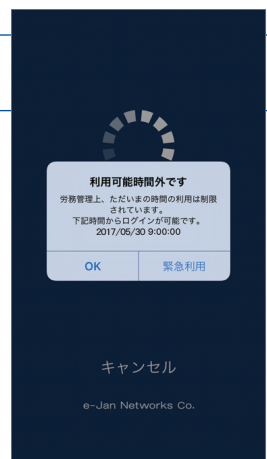 利用可能時間外です
労務管理上、ただいまの時間の利用は制限
されています。
下記時間からログインが可能です。
2017/05/30 9:00:00
OK
緊急利用
キャンセル
e-Jan Networks Co.